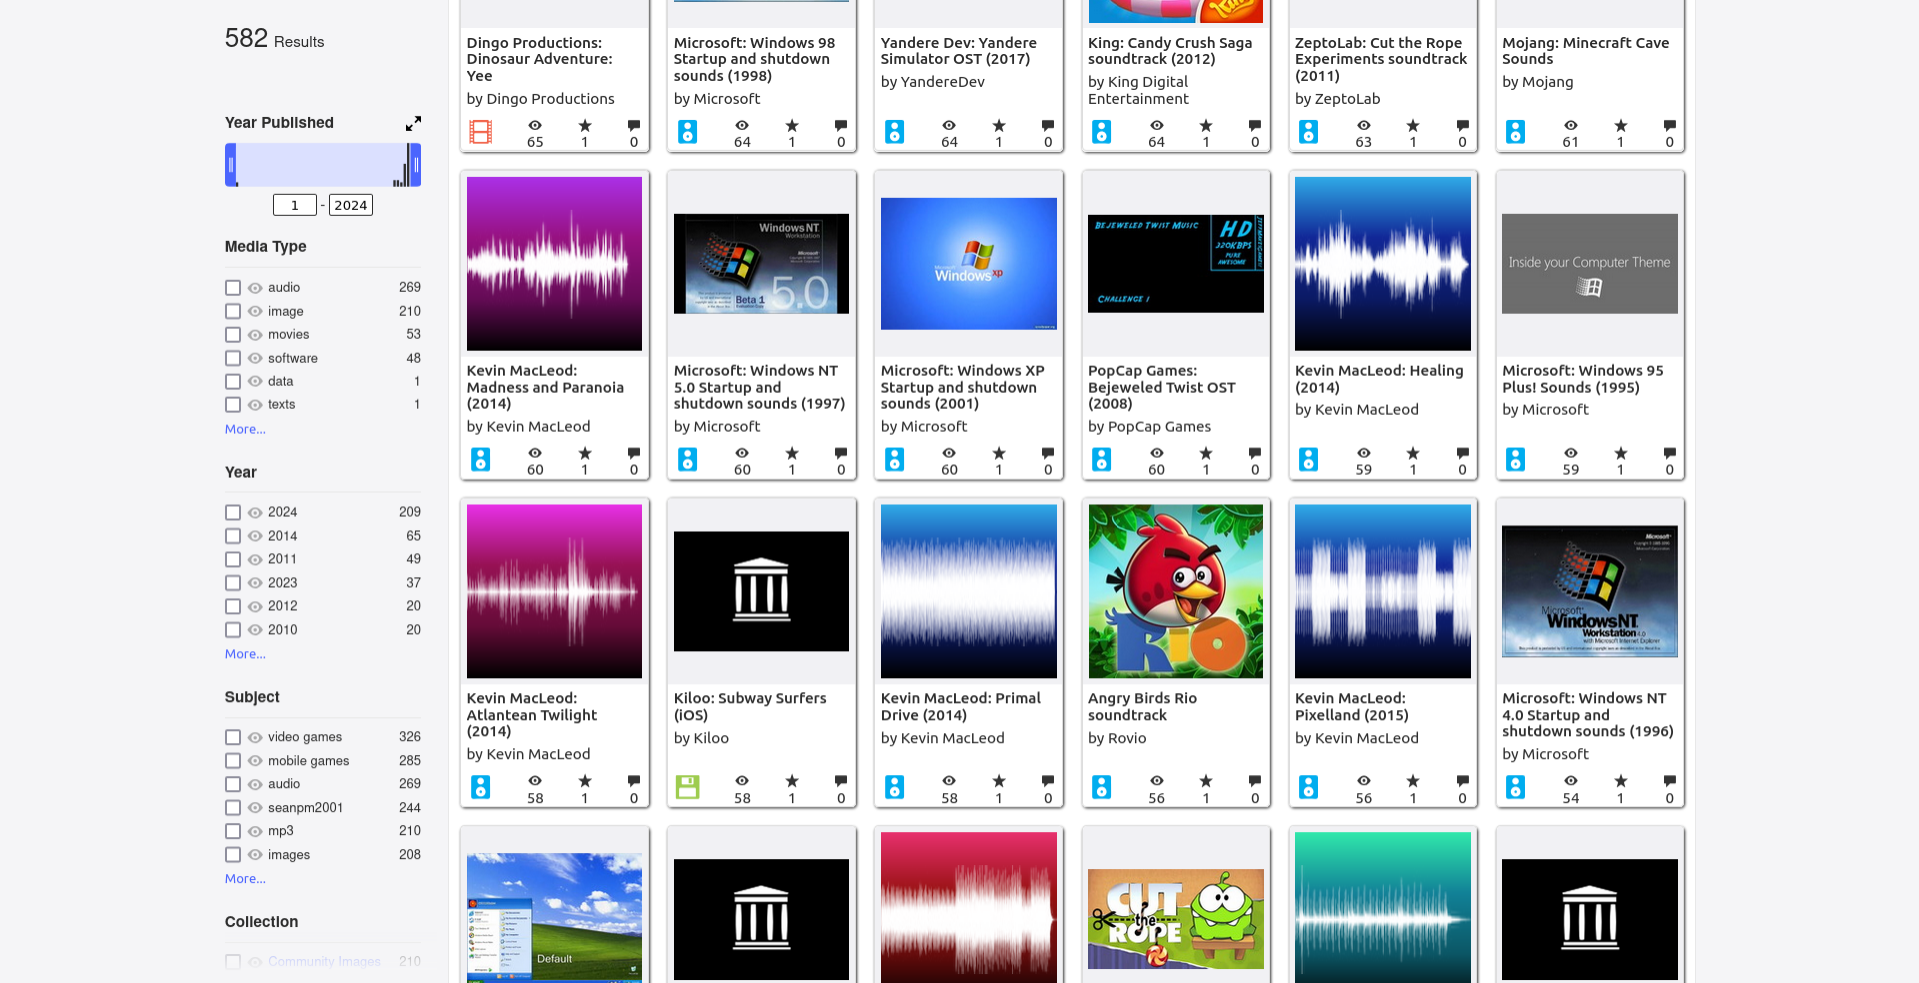 582 Results
Year Published
1 - 2024
Media Type
audio 269
image 210
movies 53
software 48
data 1
texts 1
More...
Year
2024 209
2014 65
2011 49
2023 37
2012 20
2010 20
More...
Subject
video games 326
mobile games 285
audio 269
seanpm2001 244
mp3 210
images 208
More...
Collection
Community Images 210
Dingo Productions:
Dinosaur Adventure:
Yee
by Dingo Productions
65 1 0
Microsoft: Windows 98
Startup and shutdown
sounds (1998)
by Microsoft
64 1 0
Yandere Dev: Yandere
Simulator OST (2017)
by YandereDev
64 1 0
King: Candy Crush Saga
soundtrack (2012)
by King Digital
Entertainment
64 1 0
ZeptoLab: Cut the Rope
Experiments soundtrack
(2011)
by ZeptoLab
63 1 0
Mojang: Minecraft Cave
Sounds
by Mojang
61 1 0
Kevin MacLeod:
Madness and Paranoia
(2014)
by Kevin MacLeod
60 1 0
Windows NT
Workstation
Microsoft
Beta 1
5.0
Microsoft: Windows NT
5.0 Startup and
shutdown sounds (1997)
by Microsoft
60 1 0
Windows xp
Microsoft: Windows XP
Startup and shutdown
sounds (2001)
by Microsoft
60 1 0
Bejeweled Twist Music
HD
320KBPS
PURE
AWESOME
Challenge 1
PopCap Games:
Bejeweled Twist OST
(2008)
by PopCap Games
60 1 0
Kevin MacLeod: Healing
(2014)
by Kevin MacLeod
59 1 0
Inside your Computer Theme
Microsoft: Windows 95
Plus! Sounds (1995)
by Microsoft
59 1 0
Kevin MacLeod:
Atlantean Twilight
(2014)
by Kevin MacLeod
58 1 0
Kiloo: Subway Surfers
(iOS)
by Kiloo
58 1 0
Kevin MacLeod: Primal
Drive (2014)
by Kevin MacLeod
58 1 0
RIO
Angry Birds Rio
soundtrack
by Rovio
56 1 0
Kevin MacLeod:
Pixelland (2015)
by Kevin MacLeod
56 1 0
Microsoft
Microsoft
Windows NT
Workstation 4.0
with Microsoft Internet Explorer
Microsoft: Windows NT
4.0 Startup and
shutdown sounds (1996)
by Microsoft
54 1 0
Default
CUT
the
ROPE